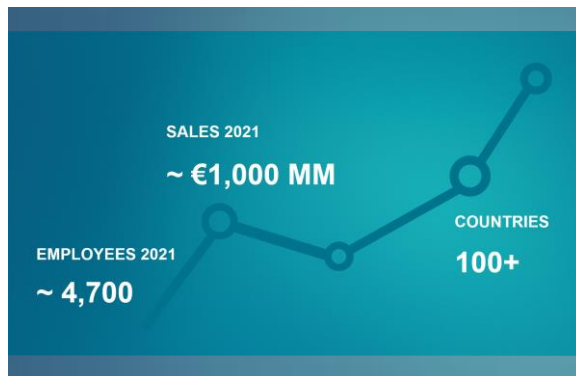 SALES 2021
~ €1,000 MM
COUNTRIES
100+
EMPLOYEES 2021
~ 4,700